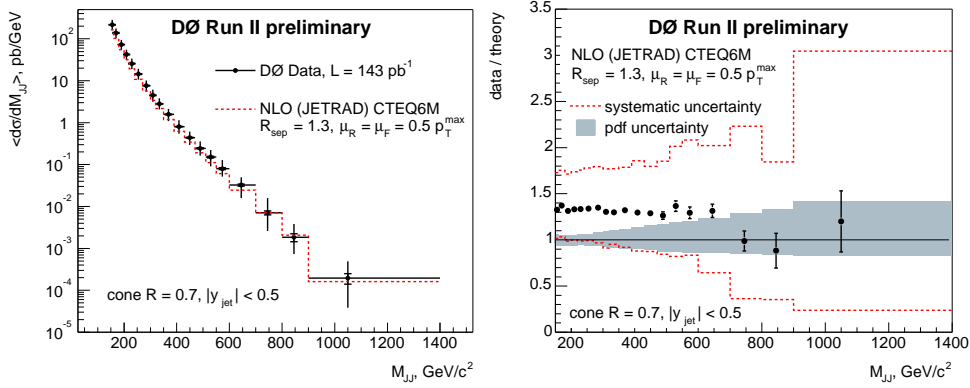 DØ Run II preliminary
<dσ/dM_JJ>, pb/GeV
10^2
10
1
10^-1
10^-2
10^-3
10^-4
10^-5
DØ Data, L = 143 pb^-1
NLO (JETRAD) CTEQ6M
R_sep = 1.3, μ_R = μ_F = 0.5 p_T^max
cone R = 0.7, |y_jet| < 0.5
200 400 600 800 1000 1200 1400
M_JJ, GeV/c^2
DØ Run II preliminary
data / theory
3.5
3
2.5
2
1.5
1
0.5
0
NLO (JETRAD) CTEQ6M
R_sep = 1.3, μ_R = μ_F = 0.5 p_T^max
systematic uncertainty
pdf uncertainty
cone R = 0.7, |y_jet| < 0.5
200 400 600 800 1000 1200 1400
M_JJ, GeV/c^2